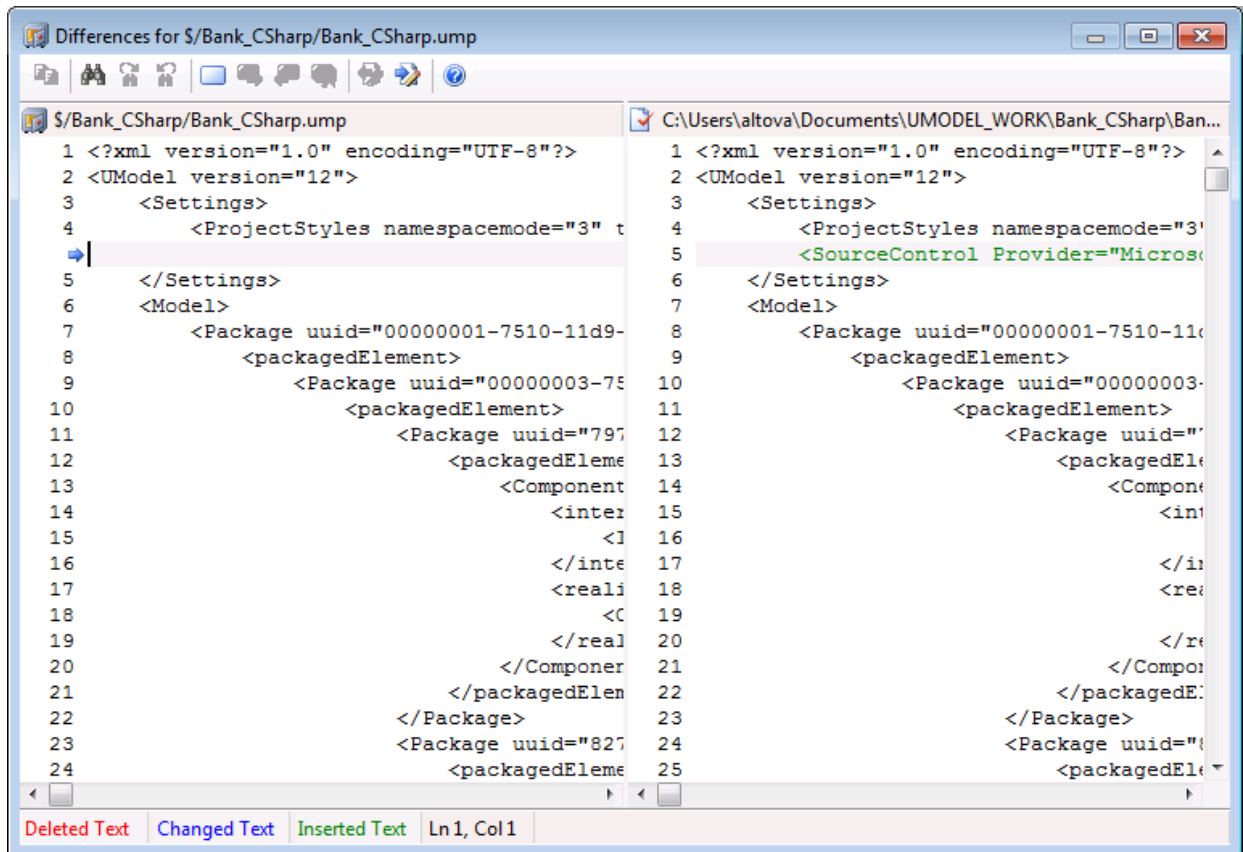 Differences for $/Bank_CSharp/Bank_CSharp.ump
$/Bank_CSharp/Bank_CSharp.ump
1 <?xml version="1.0" encoding="UTF-8"?>
2 <UModel version="12">
3 <Settings>
4 <ProjectStyles namespacemode="3" t
5 </Settings>
6 <Model>
7 <Package uuid="00000001-7510-11d9-
8 <packagedElement>
9 <Package uuid="00000003-75
10 <packagedElement>
11 <Package uuid="797
12 <packagedEleme
13 <Component
14 <inter
15 <I
16 </inte
17 <reali
18 <C
19 </real
20 </Componen
21 </packagedElem
22 </Package>
23 <Package uuid="827
24 <packagedEleme
C:\Users\altova\Documents\UMODEL_WORK\Bank_CSharp\Ban...
1 <?xml version="1.0" encoding="UTF-8"?>
2 <UModel version="12">
3 <Settings>
4 <ProjectStyles namespacemode="3"
5 <SourceControl Provider="Microso
6 </Settings>
7 <Model>
8 <Package uuid="00000001-7510-11d
9 <packagedElement>
10 <Package uuid="00000003-
11 <packagedElement>
12 <Package uuid="7
13 <packagedEle
14 <Compone
15 <int
16
17 </in
18 <rea
19
20 </re
21 </Compon
22 </packagedE
23 </Package>
24 <Package uuid="8
25 <packagedEle
Deleted Text Changed Text Inserted Text Ln 1, Col 1